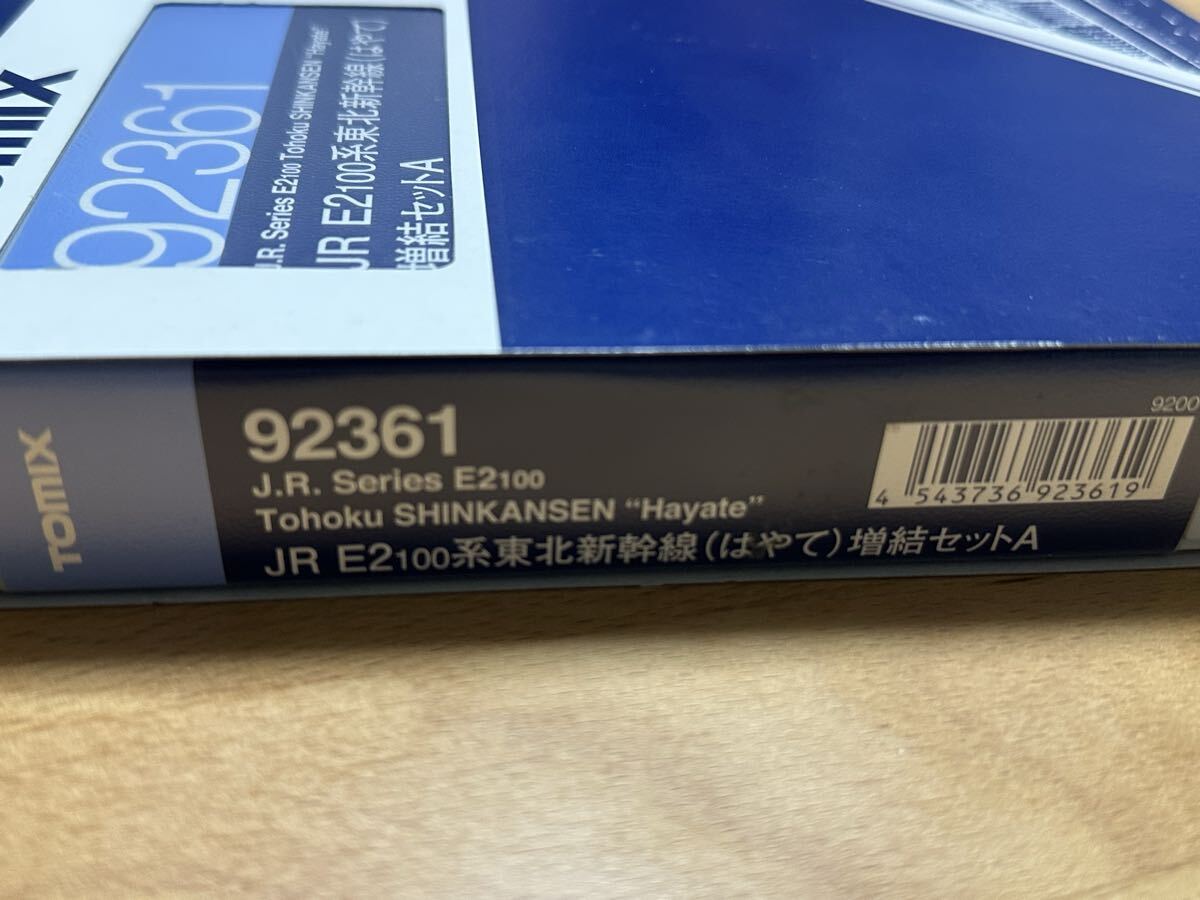 92361
J.R. Series E2100 Tohoku SHINKANSEN "Hayate"
JR E2100系東北新幹線(はやて)
増結セットA
TOMIX
92361
J.R. Series E2100
Tohoku SHINKANSEN “Hayate”
JR E2100系東北新幹線(はやて)増結セットA
9200
4 543736 923619